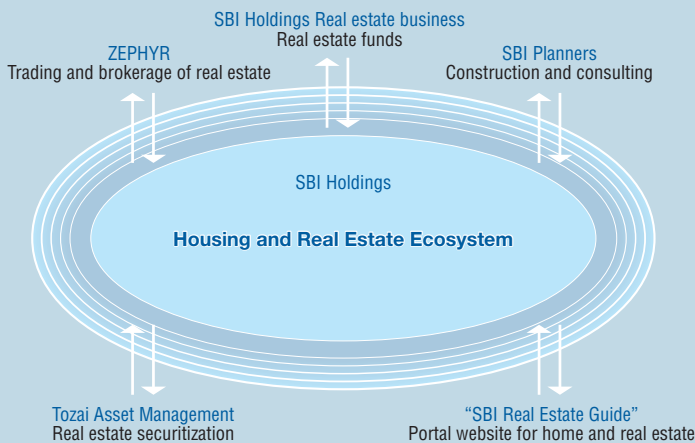 SBI Holdings Real estate business
Real estate funds
ZEPHYR
Trading and brokerage of real estate
SBI Planners
Construction and consulting
SBI Holdings
Housing and Real Estate Ecosystem
Tozai Asset Management
Real estate securitization
“SBI Real Estate Guide”
Portal website for home and real estate